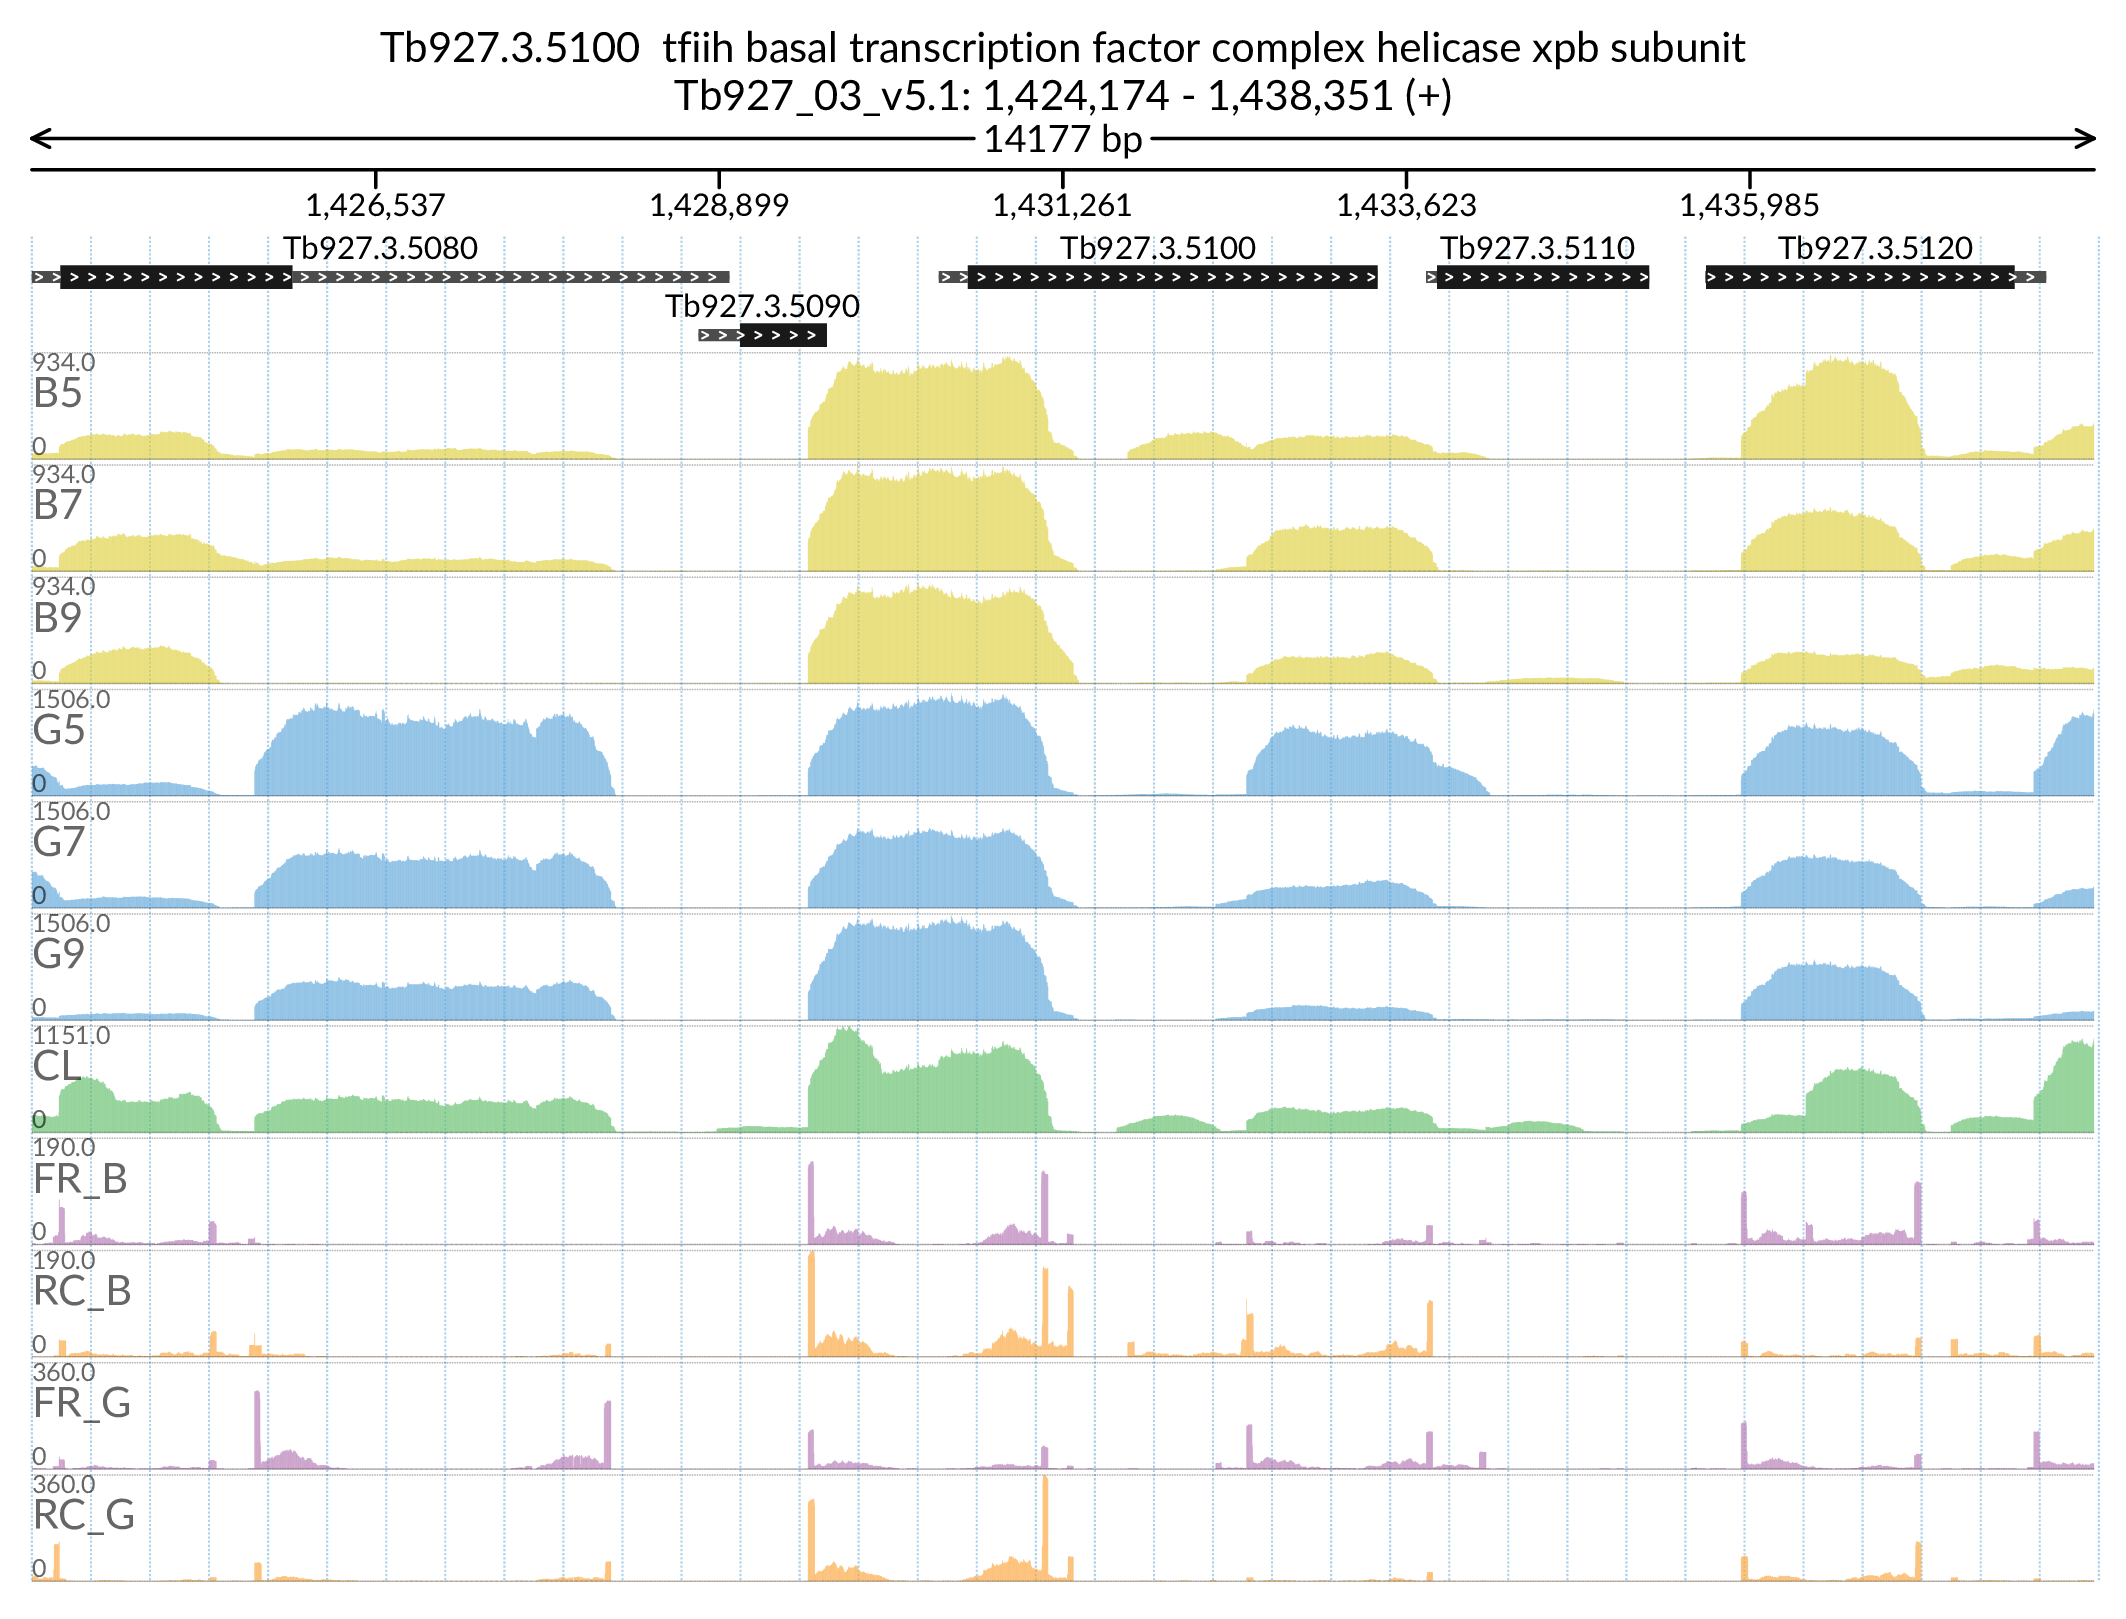 Tb927.3.5100  tfiih basal transcription factor complex helicase xpb subunit
Tb927_03_v5.1: 1,424,174 - 1,438,351 (+)
14177 bp
1,426,537 1,428,899 1,431,261 1,433,623 1,435,985
Tb927.3.5080 Tb927.3.5100 Tb927.3.5110 Tb927.3.5120
Tb927.3.5090
934.0
B5
0
934.0
B7
0
934.0
B9
0
1506.0
G5
0
1506.0
G7
0
1506.0
G9
0
1151.0
CL
0
190.0
FR_B
0
190.0
RC_B
0
360.0
FR_G
0
360.0
RC_G
0